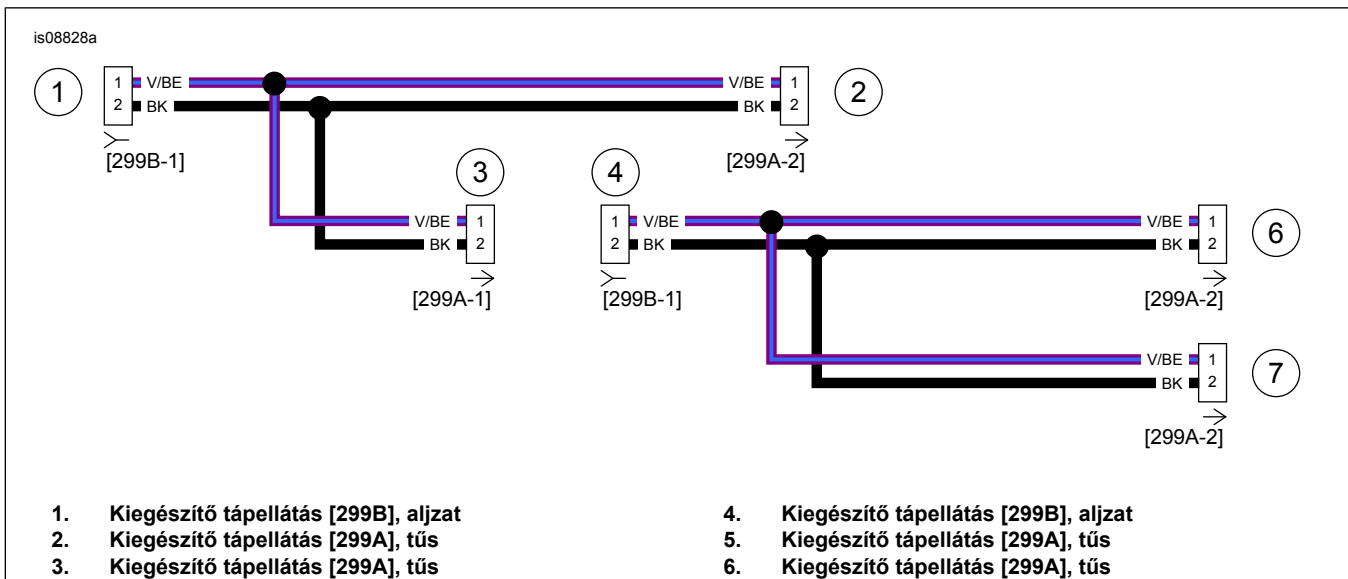 is08828a
1 1 V/BE V/BE 1 2
2 BK BK 2
[299B-1] [299A-2]
3 4
V/BE 1 1 V/BE V/BE 1 6
BK 2 2 BK BK 2
[299A-1] [299B-1] [299A-2]
V/BE 1 7
BK 2
[299A-2]
1. Kiegészítő tápellátás [299B], aljzat
2. Kiegészítő tápellátás [299A], tűs
3. Kiegészítő tápellátás [299A], tűs
4. Kiegészítő tápellátás [299B], aljzat
5. Kiegészítő tápellátás [299A], tűs
6. Kiegészítő tápellátás [299A], tűs